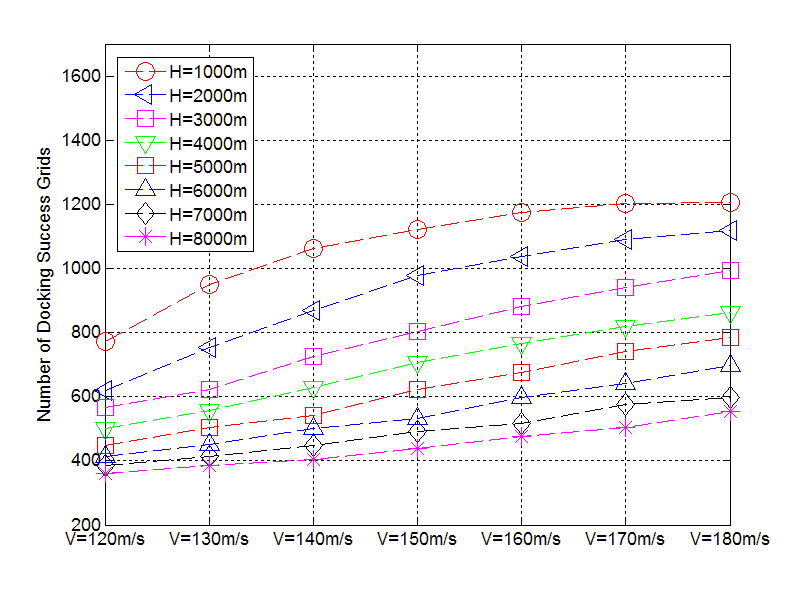 1600
1400
1200
1000
800
600
400
200
Number of Docking Success Grids
H=1000m
H=2000m
H=3000m
H=4000m
H=5000m
H=6000m
H=7000m
H=8000m
V=120m/s V=130m/s V=140m/s V=150m/s V=160m/s V=170m/s V=180m/s